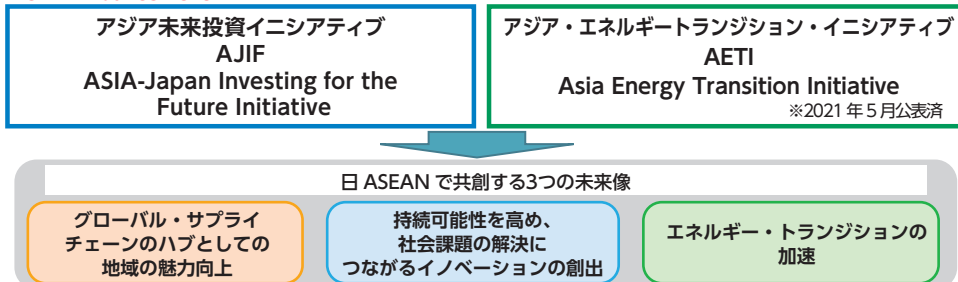 アジア未来投資イニシアティブ
AJIF
ASIA-Japan Investing for the
Future Initiative
アジア・エネルギートランジション・イニシアティブ
AETI
Asia Energy Transition Initiative
※2021年5月公表済
日ASEANで共創する3つの未来像
グローバル・サプライ
チェーンのハブとしての
地域の魅力向上
持続可能性を高め、
社会課題の解決に
つながるイノベーションの創出
エネルギー・トランジションの
加速